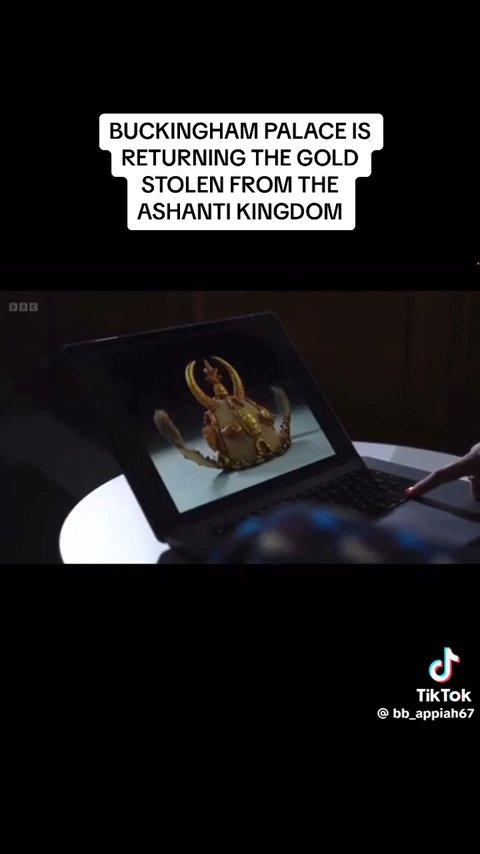 BUCKINGHAM PALACE IS
RETURNING THE GOLD
STOLEN FROM THE
ASHANTI KINGDOM
BBC
TikTok
@ bb_appiah67